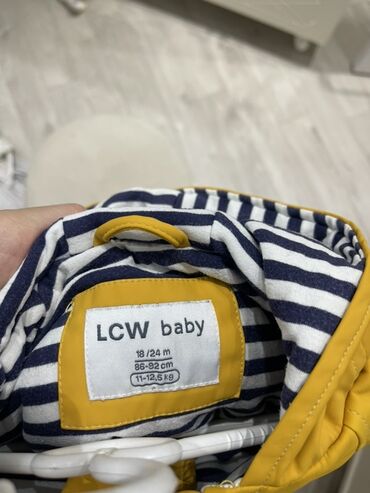 LCW baby
18/24 m
86-92 cm
11-12,5 kg